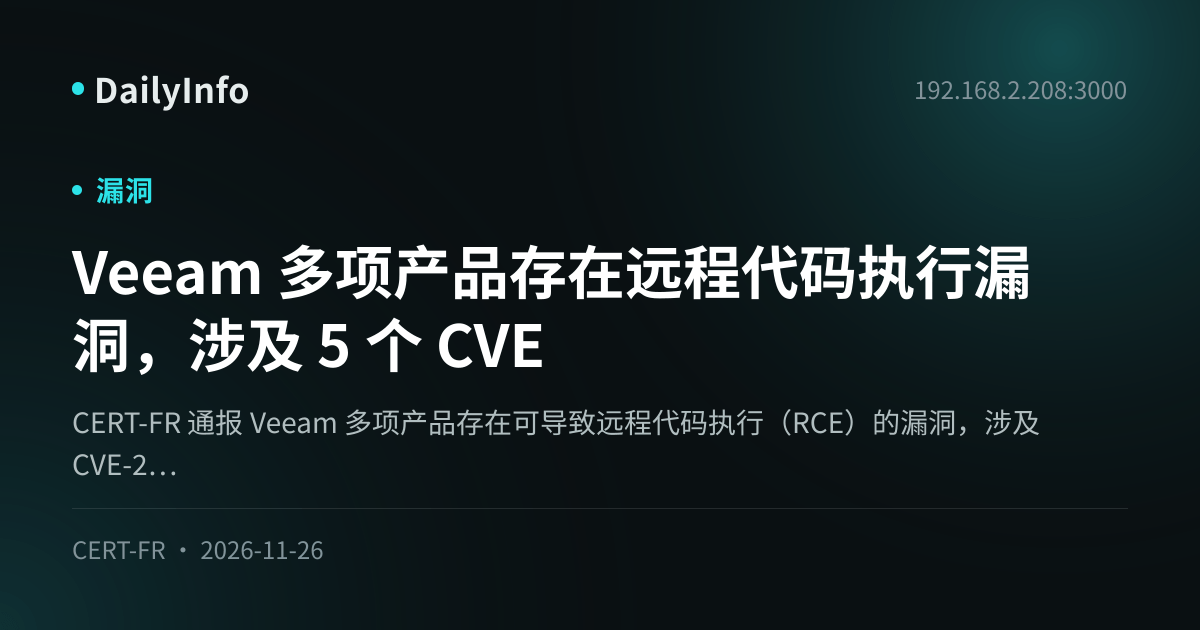 DailyInfo
192.168.2.208:3000
漏洞
Veeam 多项产品存在远程代码执行漏
洞，涉及 5 个 CVE
CERT-FR 通报 Veeam 多项产品存在可导致远程代码执行（RCE）的漏洞，涉及
CVE-2…
CERT-FR · 2026-11-26